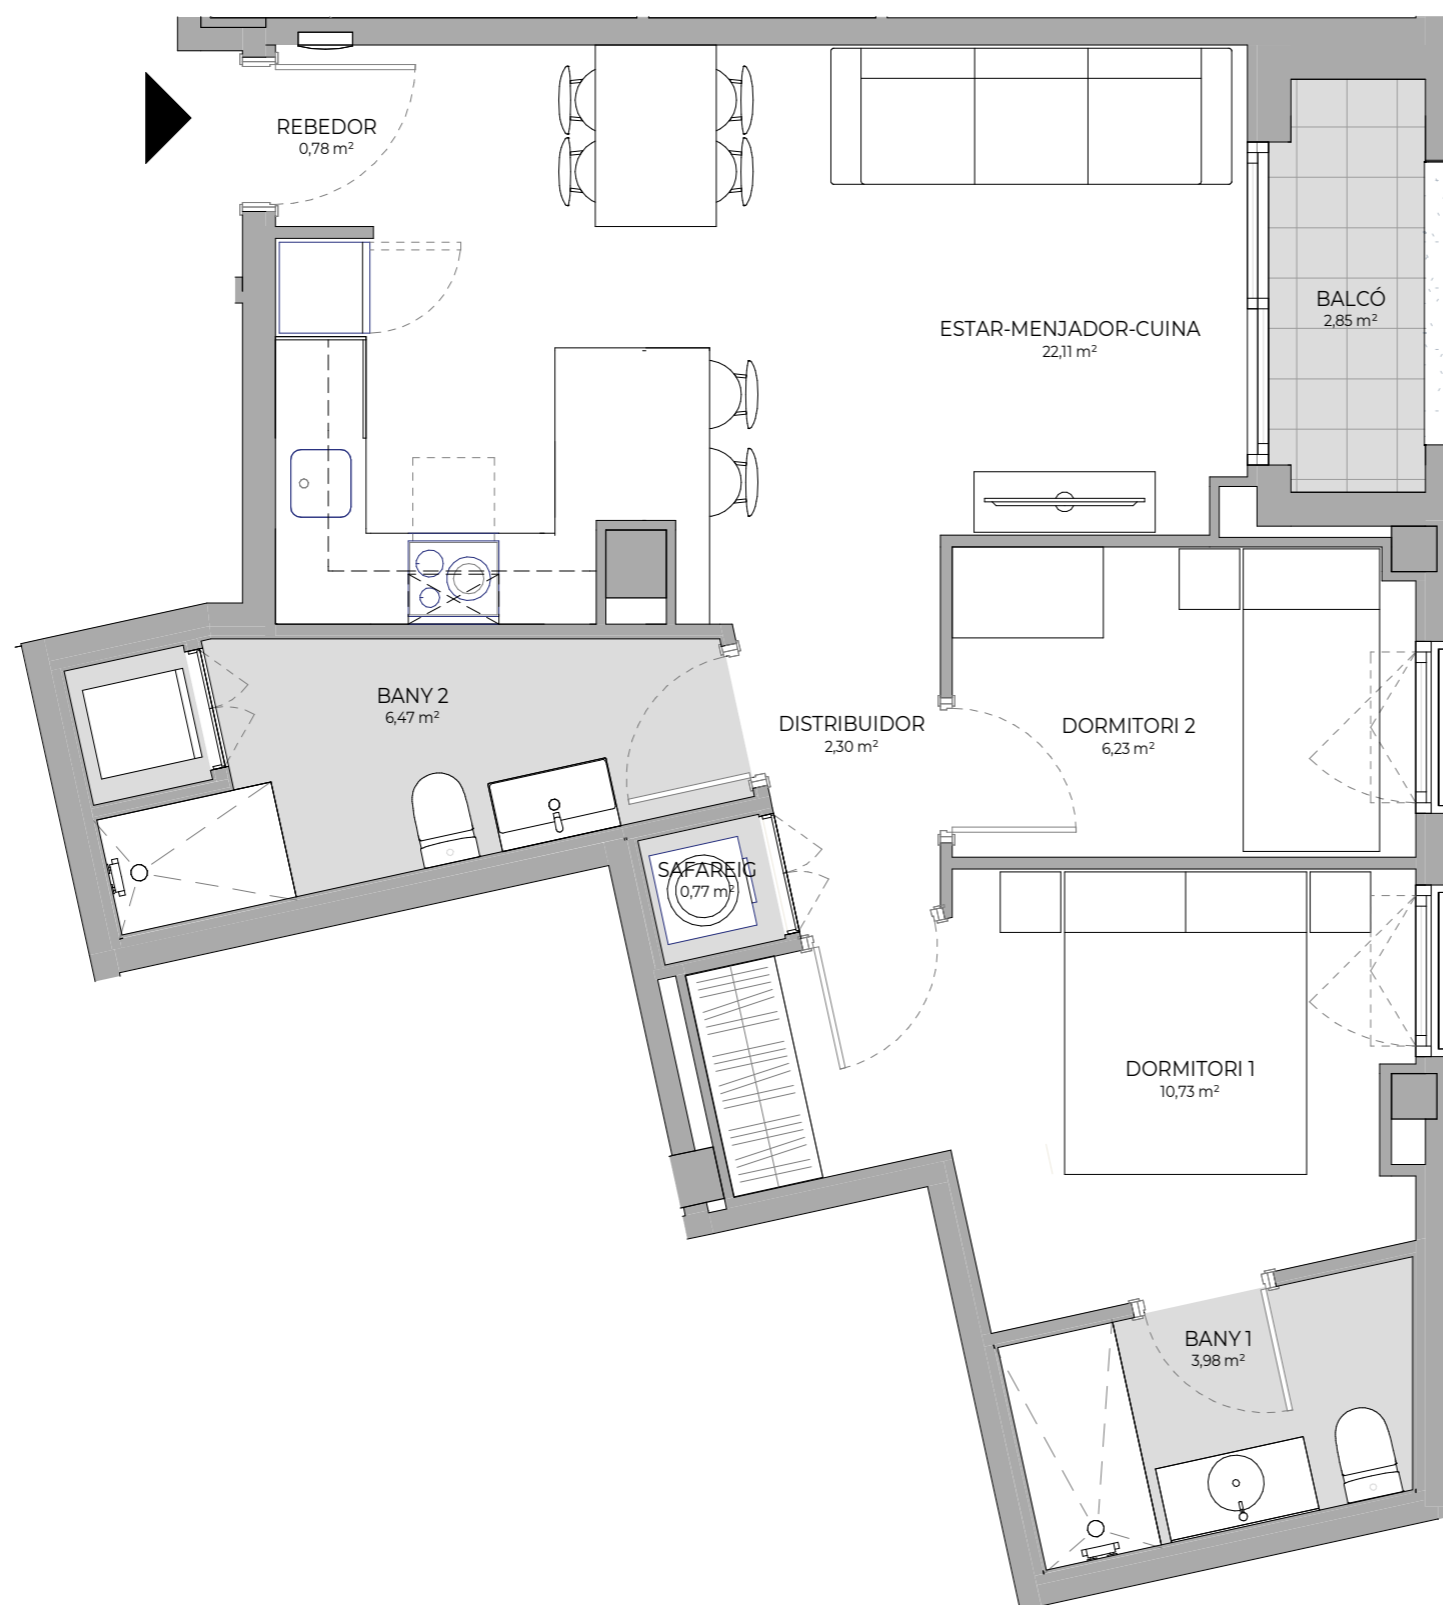 REBEDOR
0,78 m²
BALCÓ
2,85 m²
ESTAR-MENJADOR-CUINA
22,11 m²
BANY 2
6,47 m²
DISTRIBUIDOR
2,30 m²
DORMITORI 2
6,23 m²
SAFAREIG
0,77 m²
DORMITORI 1
10,73 m²
BANY 1
3,98 m²